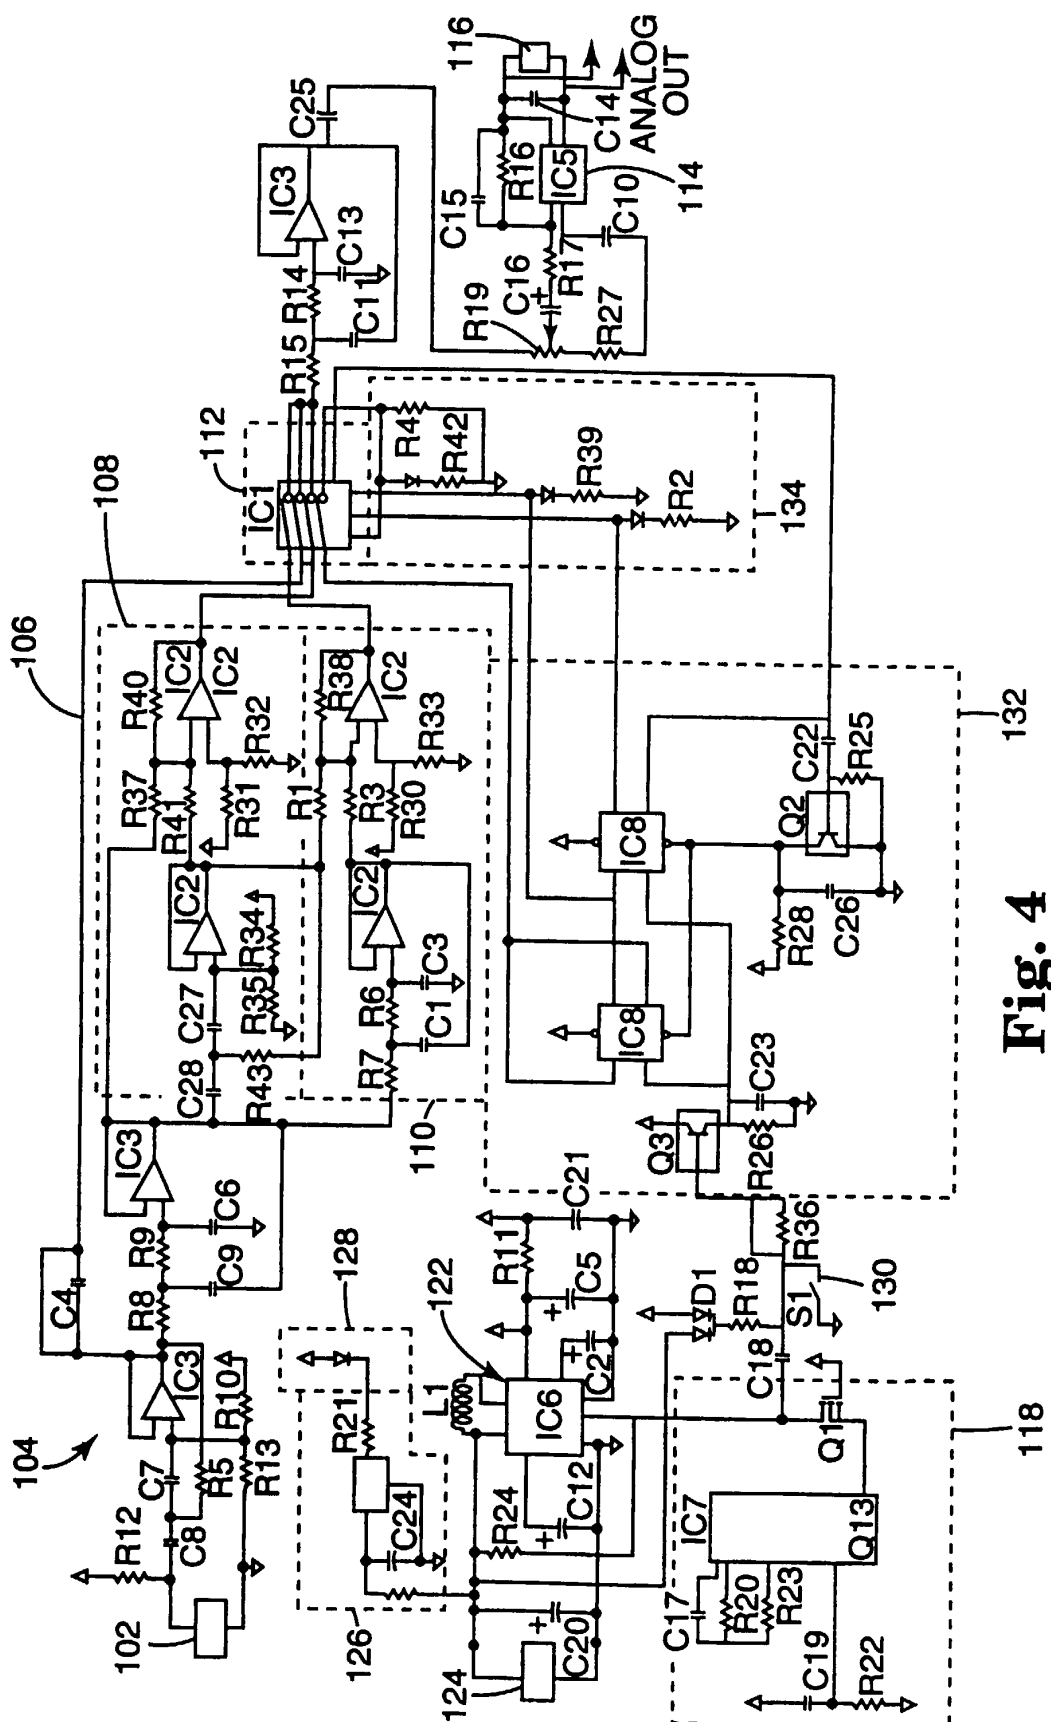 104
R12
C8
C7
R5
R10
R13
IC3
102
C4
R8
R9
C9
C6
IC3
106
108
C28
C27
R43
R35
R34
IC2
R37
R41
R31
R40
R32
IC2
IC2
R1
R38
R7
R6
C1
C3
IC2
R3
R30
IC2
R33
110
112
IC1
R15
R14
C11
C13
IC3
C25
R4
R42
R39
R2
134
R19
C16
R17
R27
C15
R16
IC5
C10
114
C14
116
ANALOG
OUT
128
126
R21
C24
L1
122
IC6
R24
C12
C20
124
R11
C5
C2
C21
D1
R18
C18
S1
130
R36
Q1
118
IC7
Q13
C17
R20
R23
C19
R22
Q3
R26
C23
IC8
IC8
R28
C26
Q2
C22
R25
132
Fig. 4